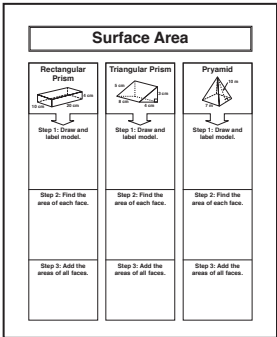 Surface Area
Rectangular
Prism
10 cm
20 cm
4 cm
Step 1: Draw and
label model.
Step 2: Find the
area of each face.
Step 3: Add the
areas of all faces.
Triangular Prism
5 cm
3 cm
8 cm
Step 1: Draw and
label model.
Step 2: Find the
area of each face.
Step 3: Add the
areas of all faces.
Pryamid
10 m
7 m
Step 1: Draw and
label model.
Step 2: Find the
area of each face.
Step 3: Add the
areas of all faces.